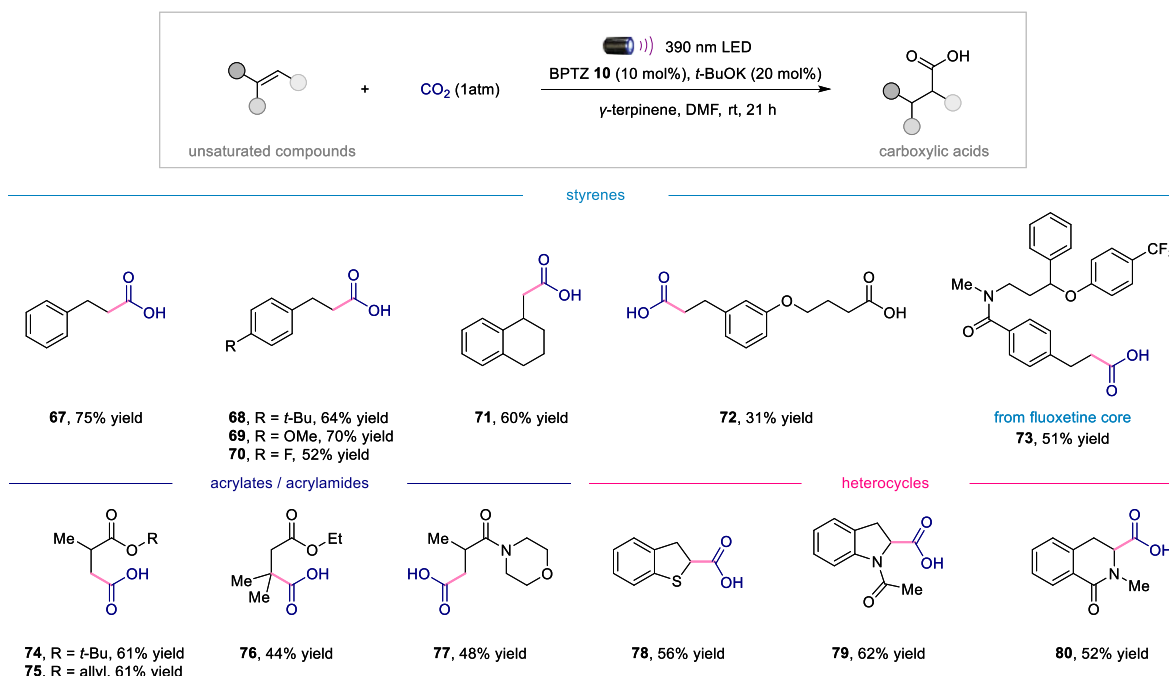 390 nm LED
BPTZ 10 (10 mol%), t-BuOK (20 mol%)
γ-terpinene, DMF, rt, 21 h
+
CO2 (1atm)
O
OH
unsaturated compounds
carboxylic acids
styrenes
O
OH
67, 75% yield
O
OH
R
68, R = t-Bu, 64% yield
69, R = OMe, 70% yield
70, R = F, 52% yield
O
OH
71, 60% yield
O
HO
O
O
OH
72, 31% yield
CF
Me
N
O
O
OH
O
from fluoxetine core
73, 51% yield
acrylates / acrylamides
heterocycles
O
R
Me
O
OH
O
74, R = t-Bu, 61% yield
75, R = allyl, 61% yield
O
Et
O
Me
OH
Me
O
76, 44% yield
Me
O
N
O
HO
O
77, 48% yield
O
S
OH
78, 56% yield
O
N
OH
O
Me
79, 62% yield
O
OH
N
Me
O
80, 52% yield